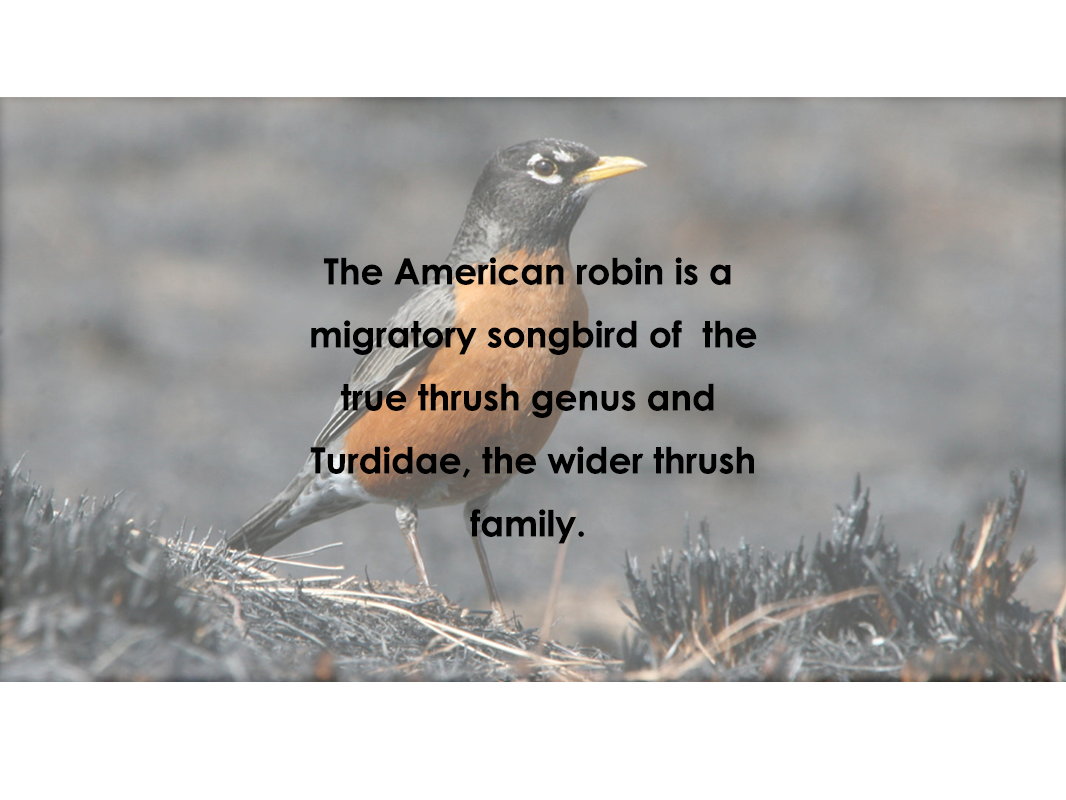 The American robin is a
migratory songbird of  the
true thrush genus and
Turdidae, the wider thrush
family.